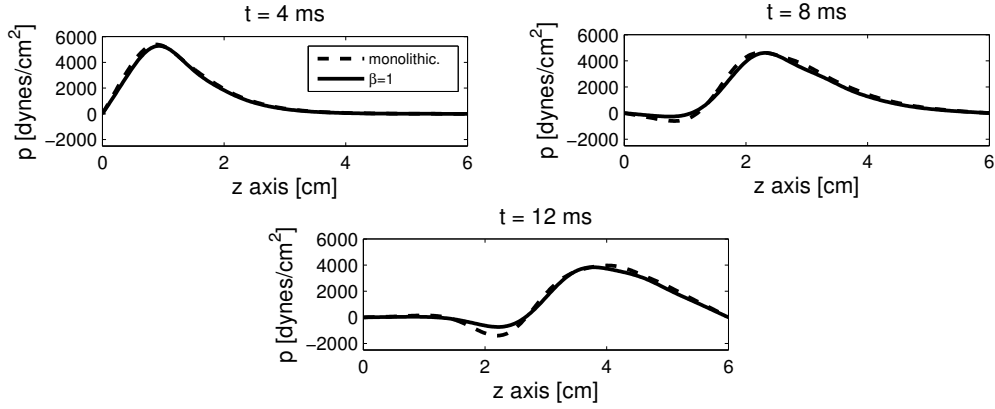 t = 4 ms
p [dynes/cm²]
6000
4000
2000
0
−2000
0
2
4
6
z axis [cm]
monolithic.
β=1
t = 8 ms
p [dynes/cm²]
6000
4000
2000
0
−2000
0
2
4
6
z axis [cm]
t = 12 ms
p [dynes/cm²]
6000
4000
2000
0
−2000
0
2
4
6
z axis [cm]